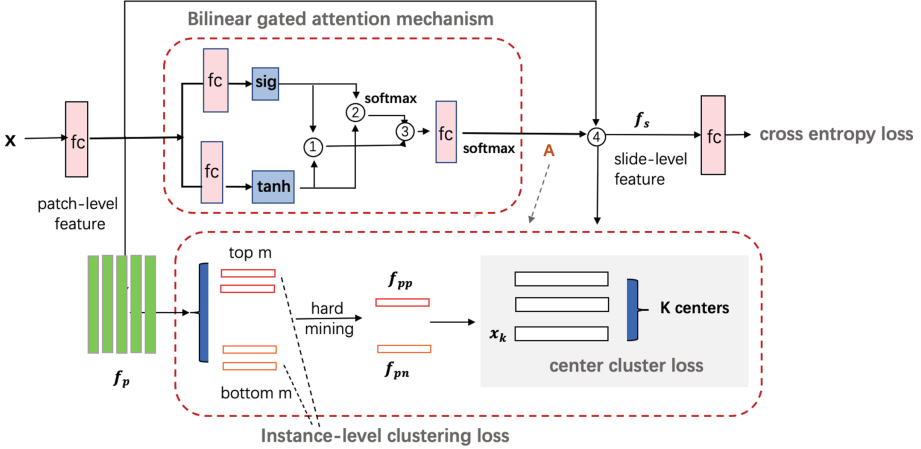 Bilinear gated attention mechanism
fc
sig
softmax
2
x
fc
1
3
fc
softmax
A
4
f_s
fc
cross entropy loss
slide-level
feature
patch-level
feature
fc
tanh
top m
hard
mining
f_pp
x_k
K centers
center cluster loss
f_p
bottom m
f_pn
Instance-level clustering loss